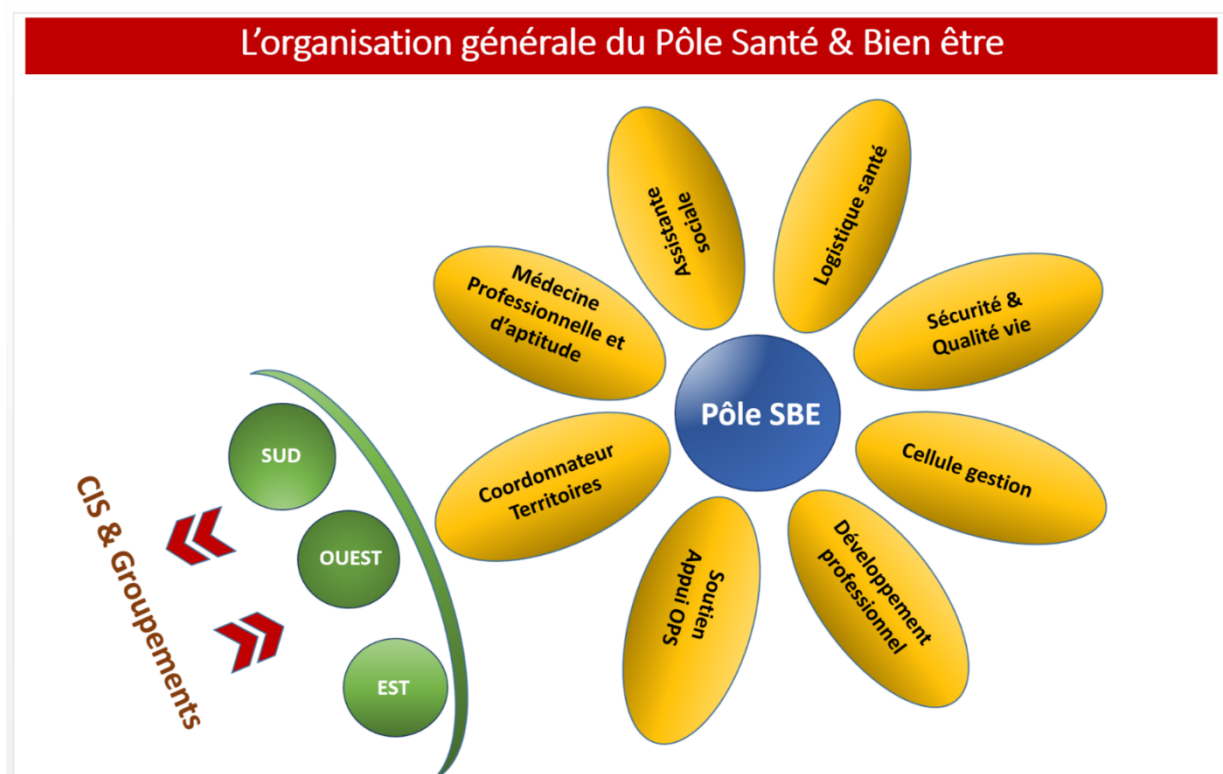 L'organisation générale du Pôle Santé & Bien être
Assistante
sociale
Logistique santé
Médecine
Professionnelle et
d'aptitude
Sécurité &
Qualité vie
Pôle SBE
Coordonnateur
Territoires
Cellule gestion
Soutien
Appui OPS
Développement
professionnel
SUD
OUEST
EST
CIS & Groupements